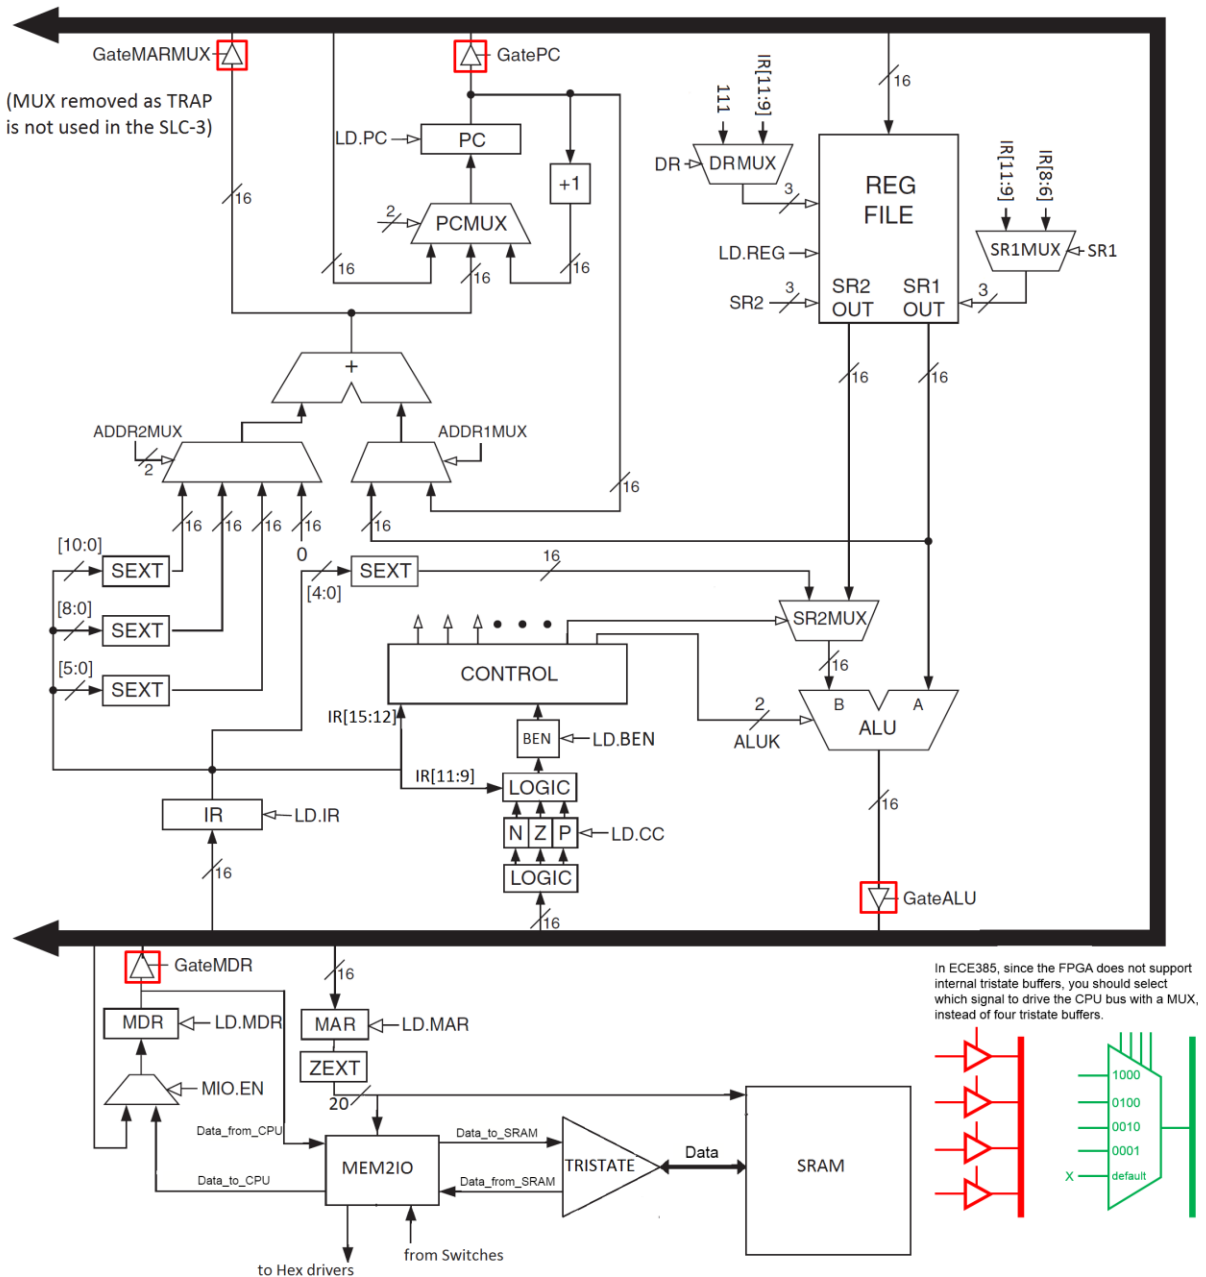 GateMARMUX
GatePC
(MUX removed as TRAP
is not used in the SLC-3)
16
IR[11:9]
111
LD.PC
PC
DR
DRMUX
REG
FILE
IR[11:9]
IR[8:6]
+1
3
16
2
PCMUX
SR1MUX
SR1
LD.REG
16
16
16
SR2
3
SR2
OUT
SR1
OUT
3
+
16
16
ADDR2MUX
2
ADDR1MUX
16
16
16
16
16
16
0
[10:0]
SEXT
[4:0]
SEXT
16
[8:0]
SEXT
SR2MUX
[5:0]
SEXT
CONTROL
16
B
A
ALU
IR[15:12]
2
ALUK
BEN
LD.BEN
IR[11:9]
LOGIC
IR
LD.IR
16
N
Z
P
LD.CC
16
LOGIC
GateALU
16
GateMDR
16
MDR
LD.MDR
MAR
LD.MAR
ZEXT
MIO.EN
20
Data_from_CPU
Data_to_CPU
MEM2IO
Data_to_SRAM
Data_from_SRAM
TRISTATE
Data
SRAM
from Switches
to Hex drivers
In ECE385, since the FPGA does not support
internal tristate buffers, you should select
which signal to drive the CPU bus with a MUX,
instead of four tristate buffers.
1000
0100
0010
0001
X
default